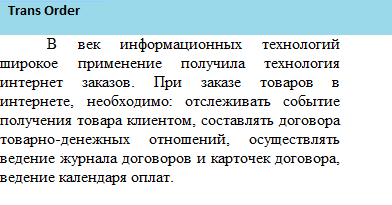 Trans Order
В век информационных технологий
широкое применение получила технология
интернет заказов. При заказе товаров в
интернете, необходимо: отслеживать событие
получения товара клиентом, составлять договора
товарно-денежных отношений, осуществлять
ведение журнала договоров и карточек договора,
ведение календаря оплат.